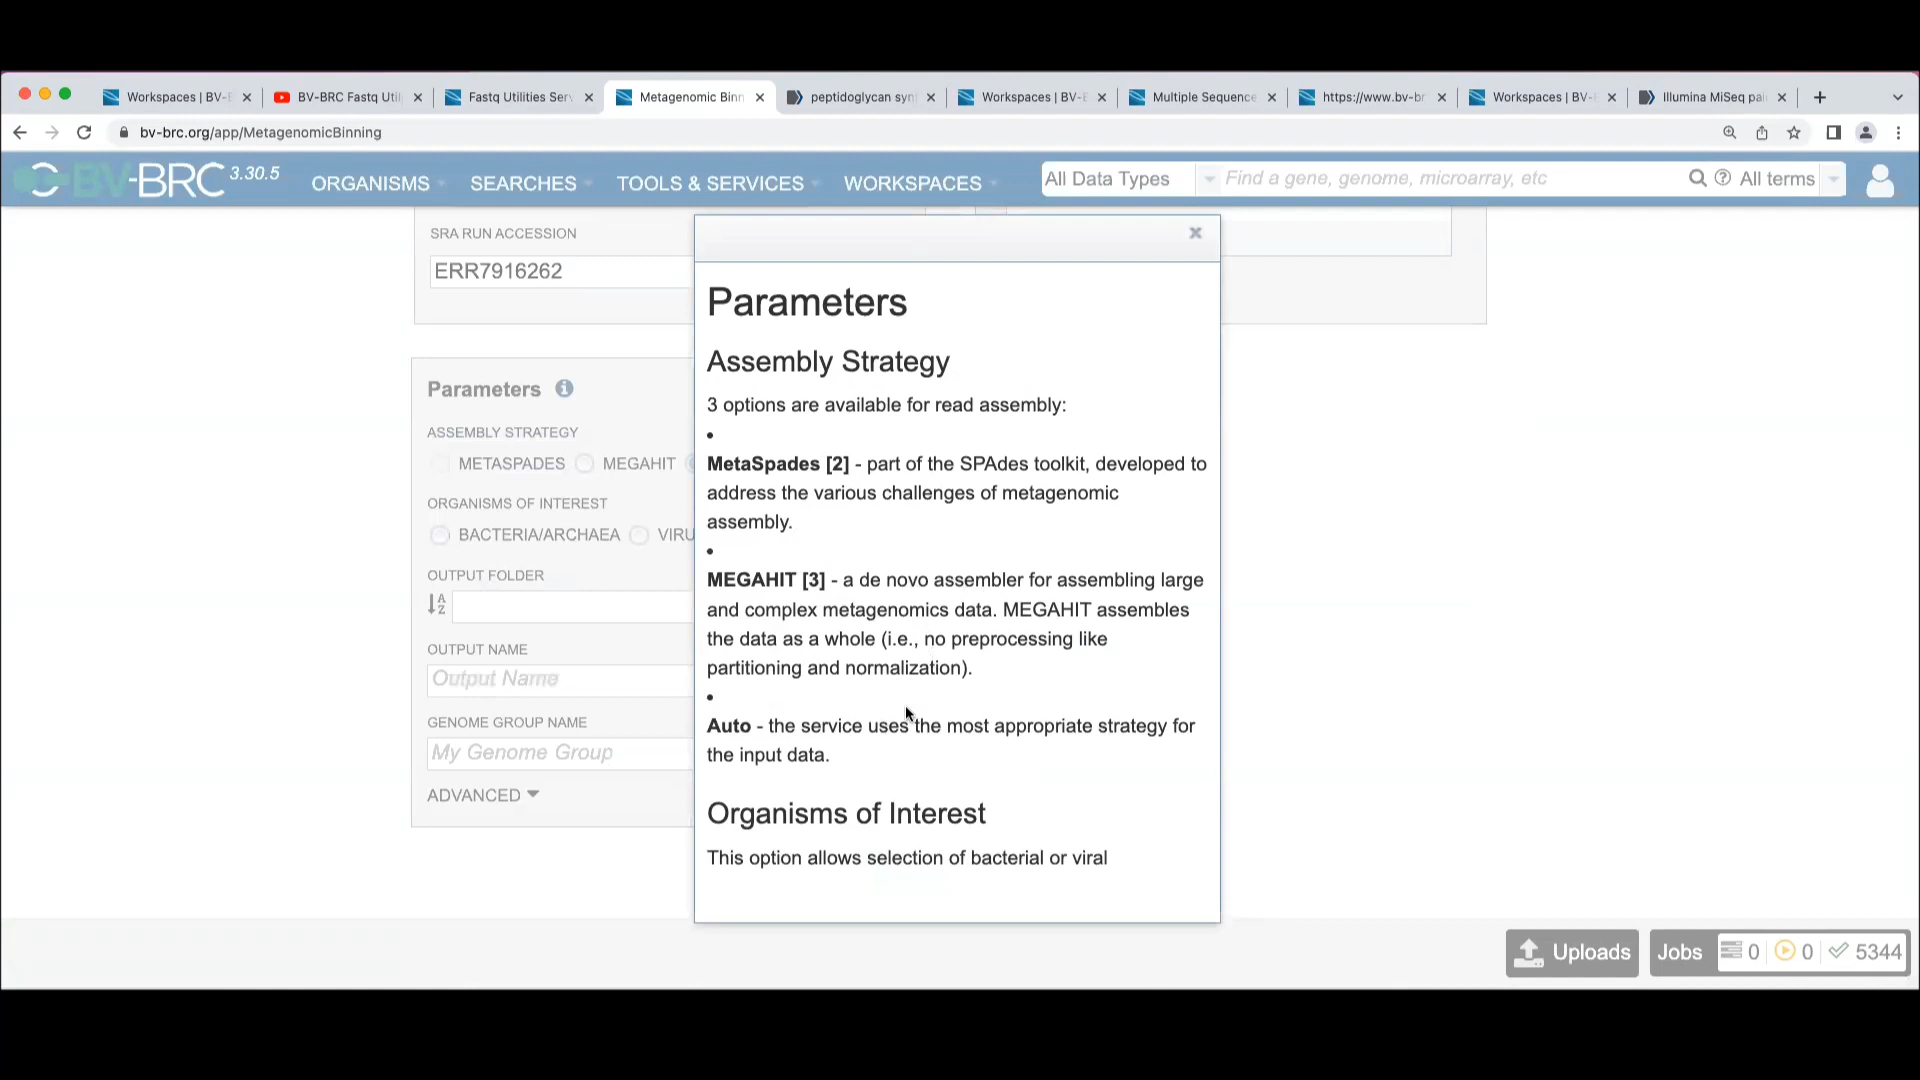 Workspaces | BV-B
BV-BRC Fastq Util
Fastq Utilities Serv
Metagenomic Binn
peptidoglycan syn
Workspaces | BV-B
Multiple Sequence
https://www.bv-br
Workspaces | BV-
Illumina MiSeq pai
bv-brc.org/app/MetagenomicBinning
BV-BRC 3.30.5
ORGANISMS
SEARCHES
TOOLS & SERVICES
WORKSPACES
All Data Types
Find a gene, genome, microarray, etc
All terms
SRA RUN ACCESSION
ERR7916262
Parameters
ASSEMBLY STRATEGY
METASPADES
MEGAHIT
ORGANISMS OF INTEREST
BACTERIA/ARCHAEA
VIRU
OUTPUT FOLDER
OUTPUT NAME
Output Name
GENOME GROUP NAME
My Genome Group
ADVANCED
Parameters
Assembly Strategy
3 options are available for read assembly:
•
MetaSpades [2] - part of the SPAdes toolkit, developed to
address the various challenges of metagenomic
assembly.
•
MEGAHIT [3] - a de novo assembler for assembling large
and complex metagenomics data. MEGAHIT assembles
the data as a whole (i.e., no preprocessing like
partitioning and normalization).
•
Auto - the service uses the most appropriate strategy for
the input data.
Organisms of Interest
This option allows selection of bacterial or viral
Uploads
Jobs 0 0 5344